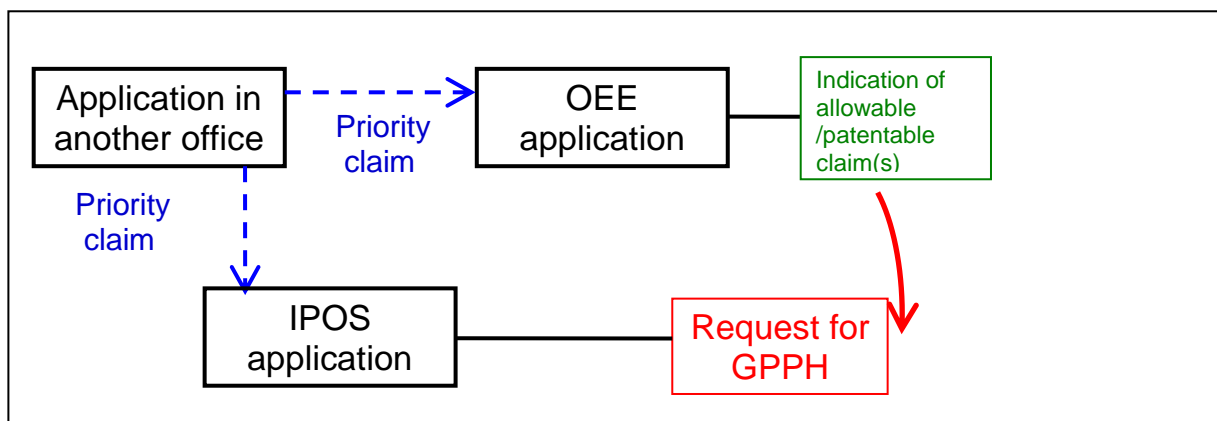 Application in
another office
Priority
claim
OEE
application
Indication of
allowable
/patentable
claim(s)
Priority
claim
IPOS
application
Request for
GPPH